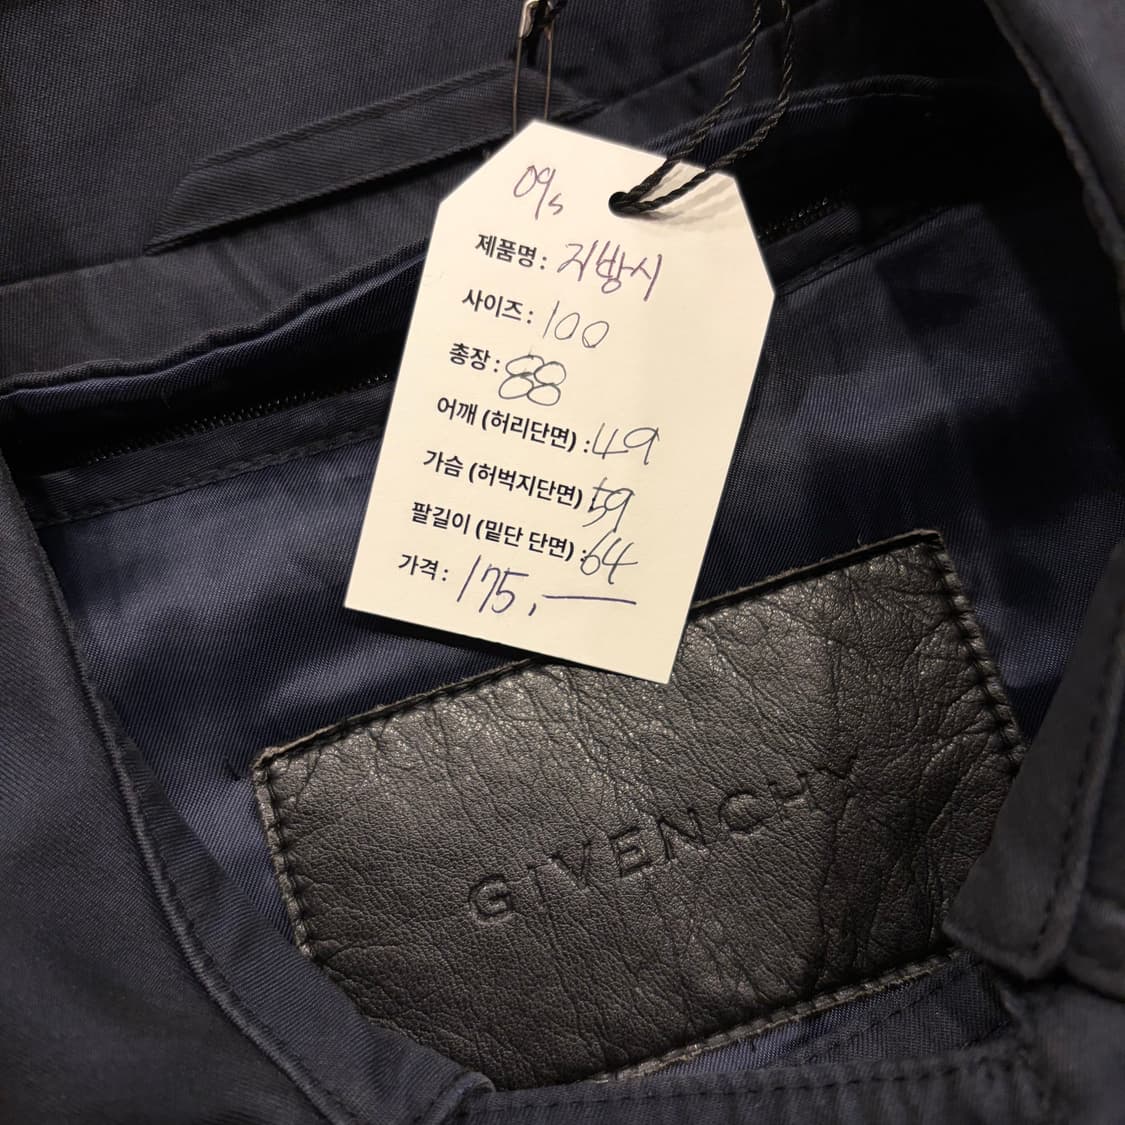 09s
제품명 : 지방시
사이즈 : 100
총장 : 88
어깨 (허리단면) : 49
가슴 (허벅지단면) : 59
팔길이 (밑단 단면) : 64
가격 : 175,—
GIVENCHY